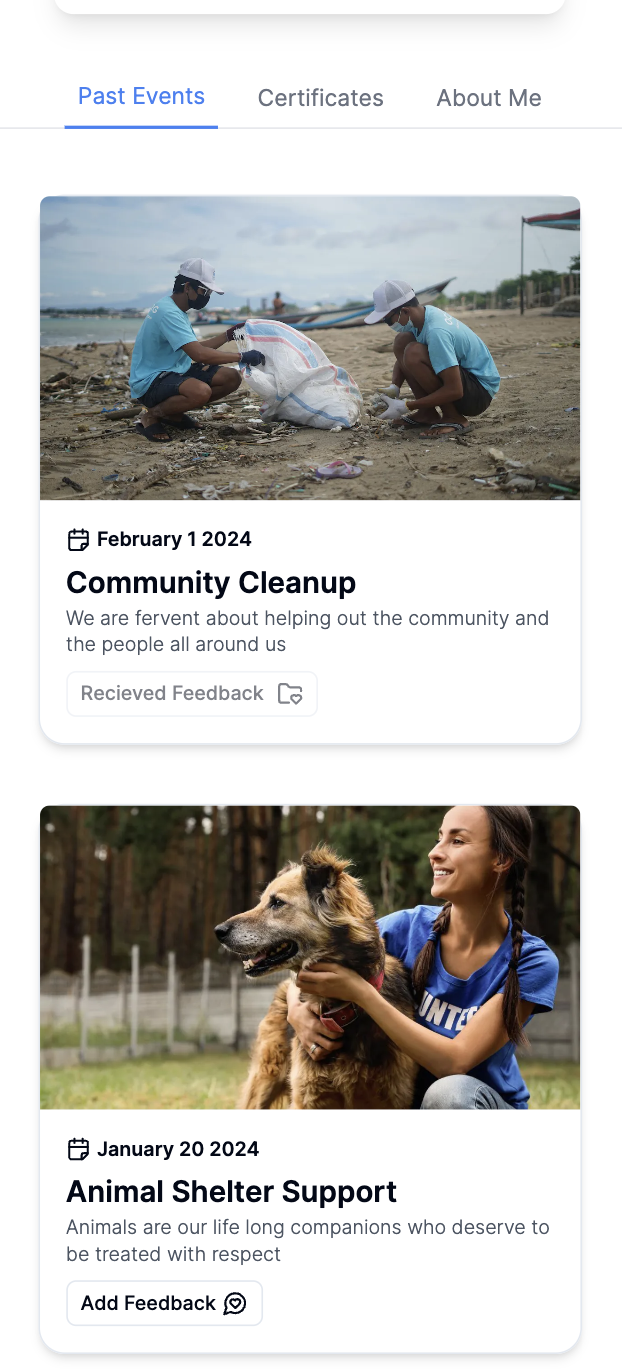 Past Events
Certificates
About Me
February 1 2024
Community Cleanup
We are fervent about helping out the community and
the people all around us
Recieved Feedback
UNTE
January 20 2024
Animal Shelter Support
Animals are our life long companions who deserve to
be treated with respect
Add Feedback